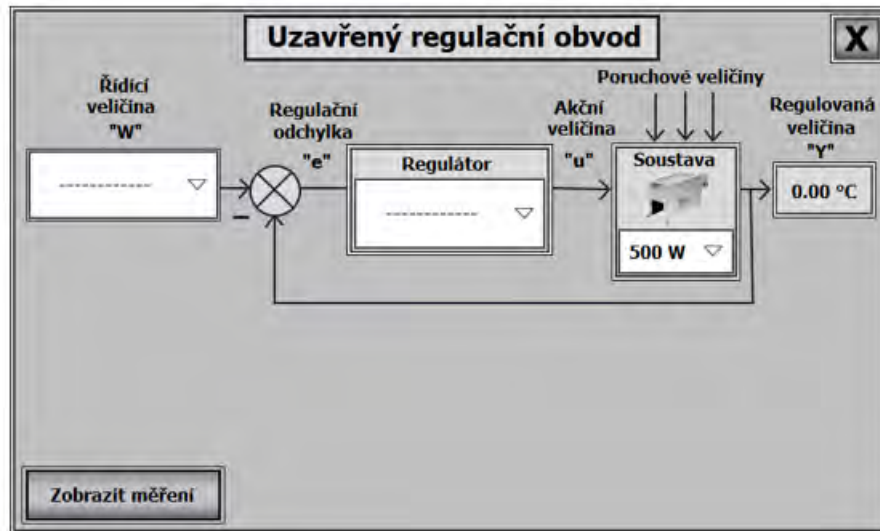 Uzavřený regulační obvod
X
Řídící
veličina
"W"
Regulační
odchylka
"e"
Akční
veličina
"u"
Poruchové veličiny
Regulovaná
veličina
"Y"
------------
–
Regulátor
------------
Soustava
500 W
0.00 °C
Zobrazit měření